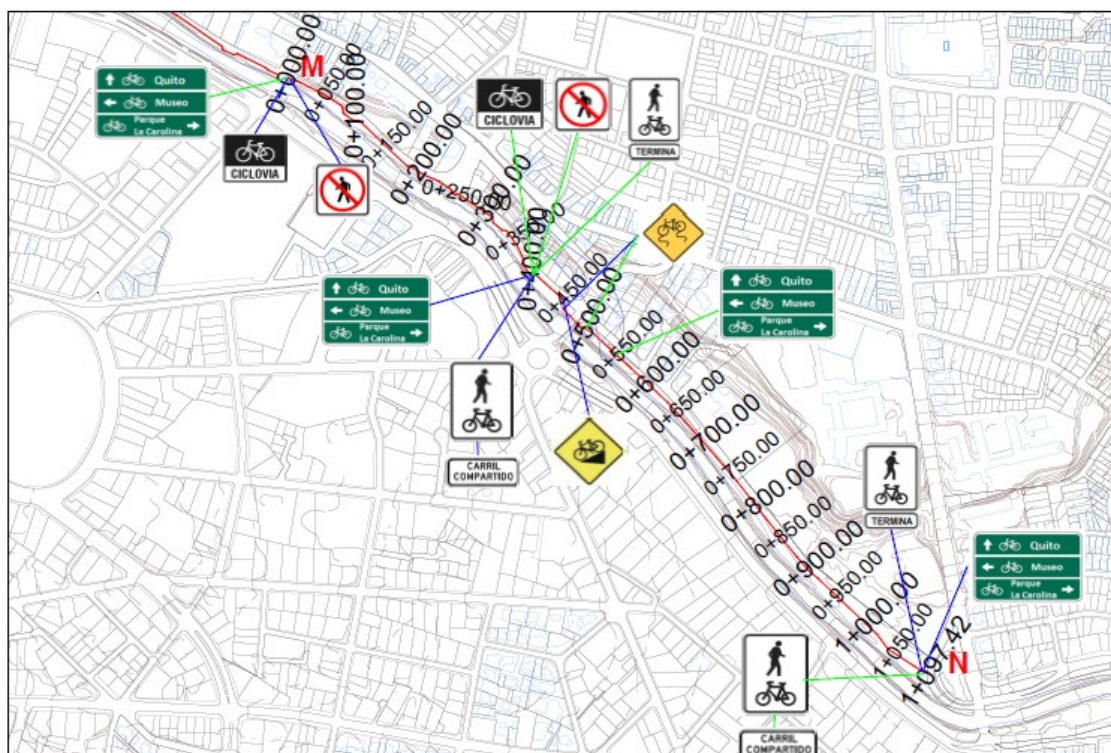 0+000.00
M
0+050.00
0+100.00
0+150.00
0+200.00
0+250.00
0+300.00
0+350.00
0+400.00
0+450.00
0+500.00
0+550.00
0+600.00
0+650.00
0+700.00
0+750.00
0+800.00
0+850.00
0+900.00
0+950.00
1+000.00
1+050.00
1+097.42
N
Quito
Museo
Parque
La Carolina
CICLOVIA
CICLOVIA
TERMINA
Quito
Museo
Parque
La Carolina
Quito
Museo
Parque
La Carolina
CARRIL
COMPARTIDO
TERMINA
Quito
Museo
Parque
La Carolina
CARRIL
COMPARTIDO